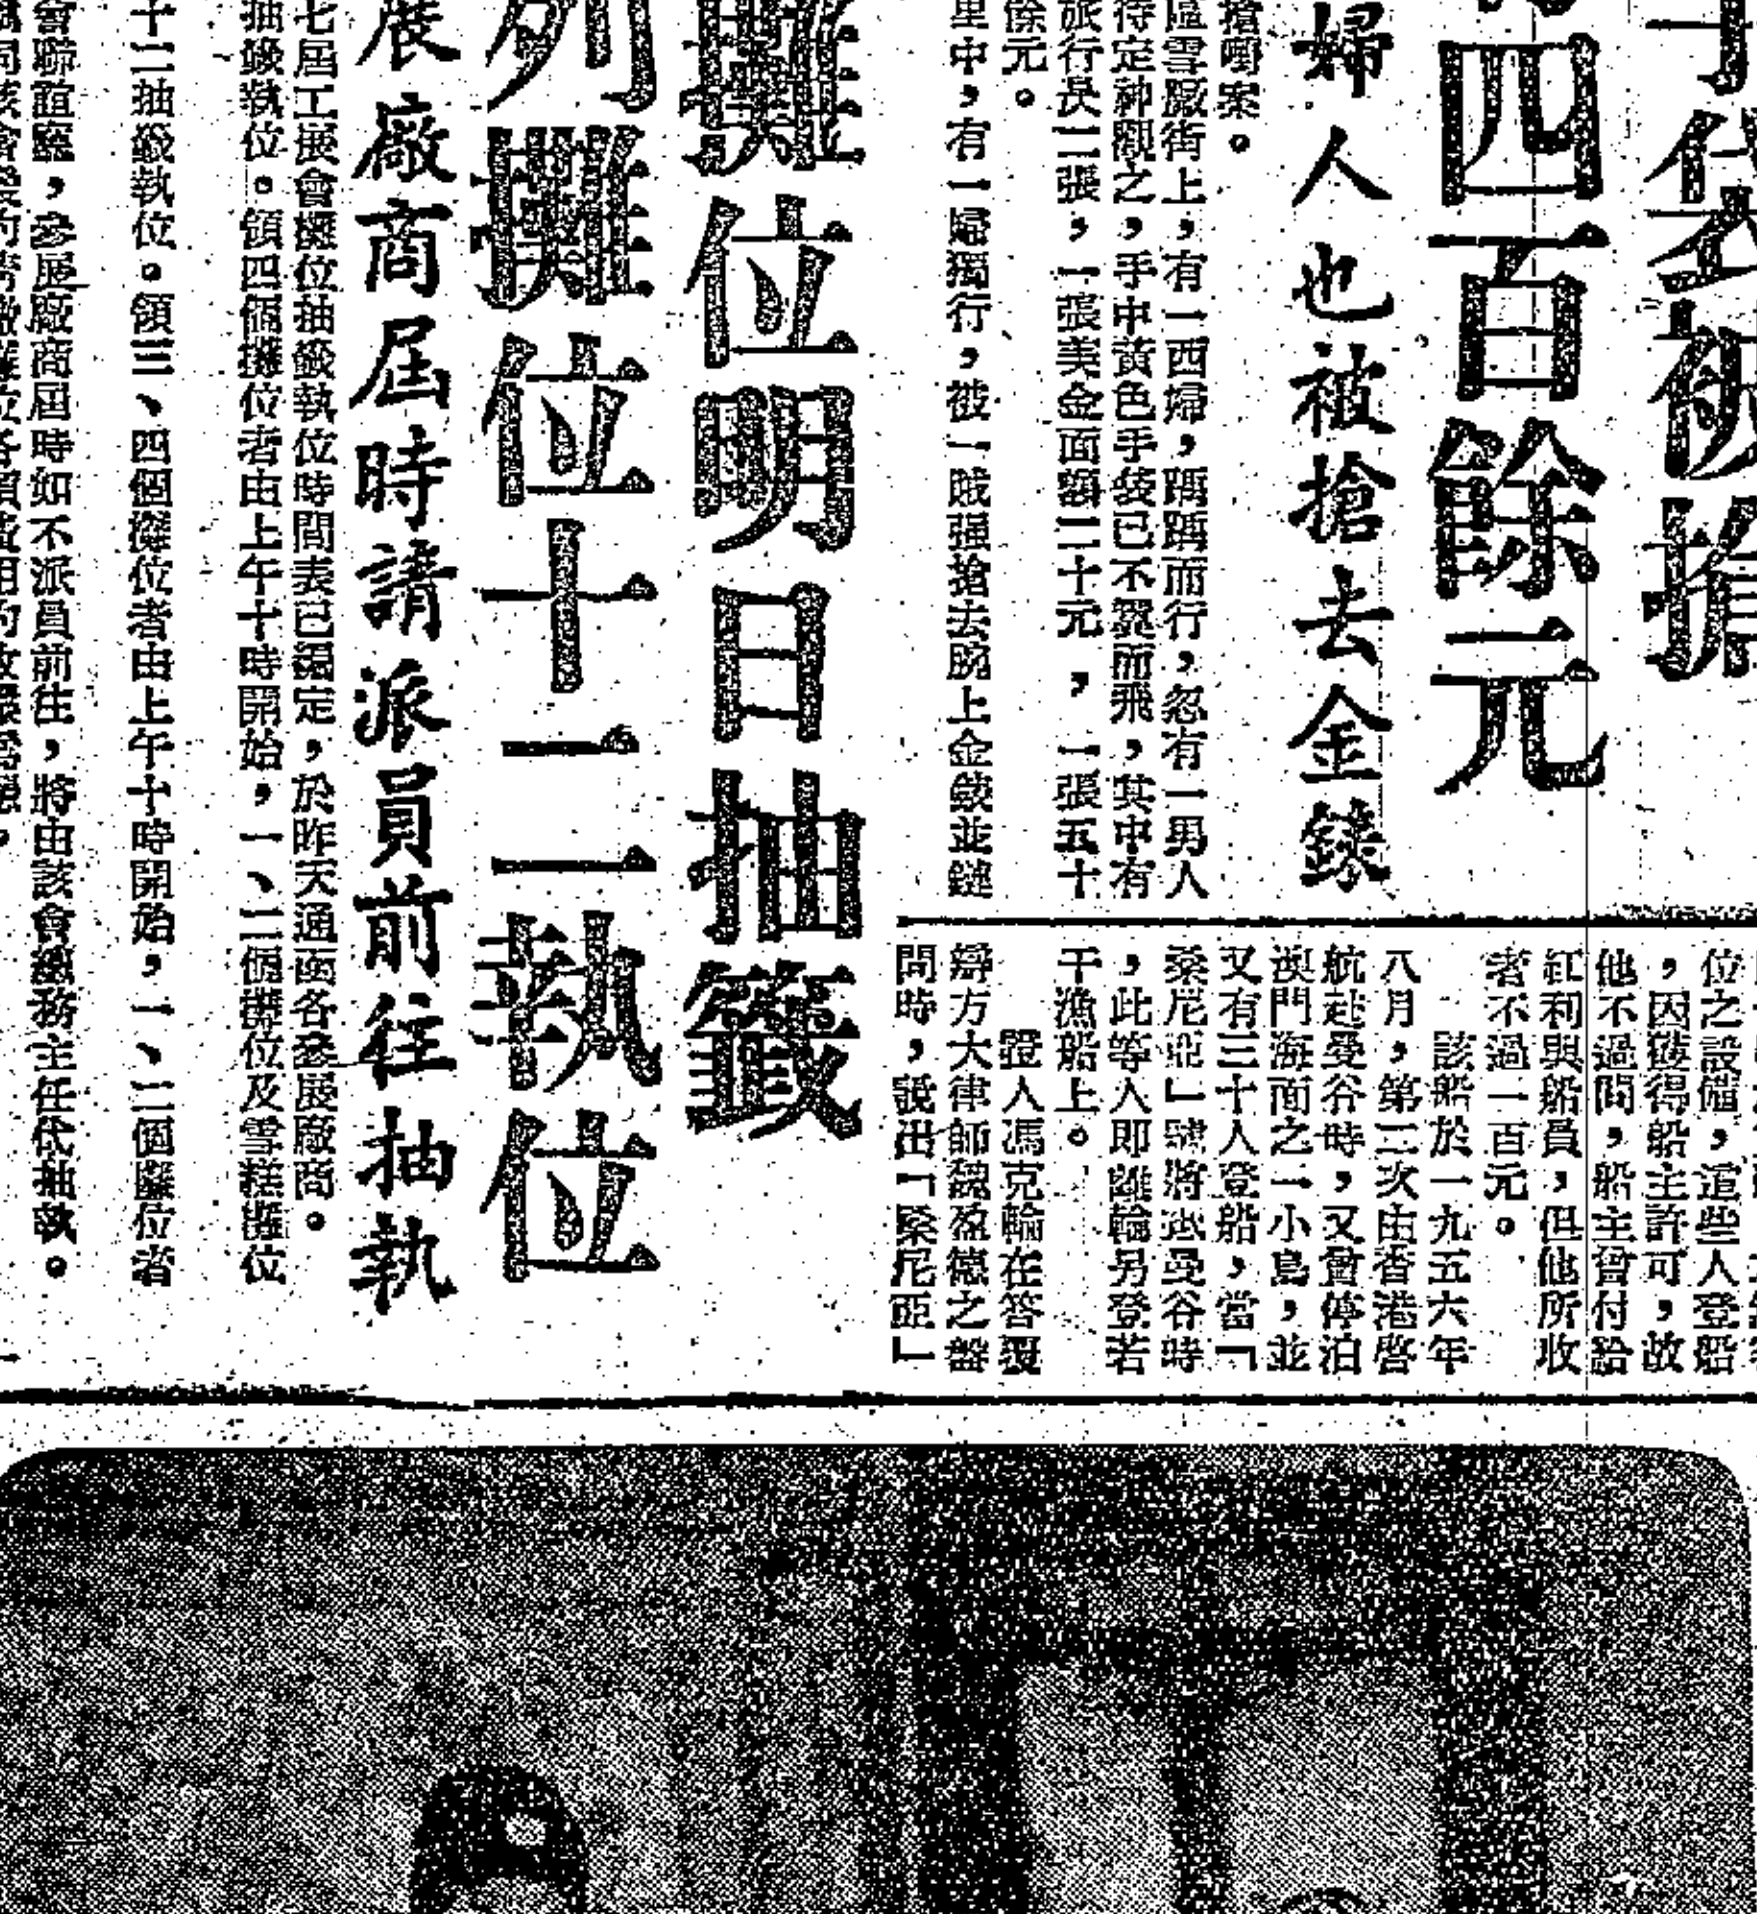 手袋被搶
四百餘元
婦人也被搶去金錶
搶嘢案。
區雪廠街上，有一西婦，踽踽而行，忽有一男人
待定神觀之，手中黃色手袋已不翼而飛，其中有
旅行長二張，一張美金面額二十元，一張五十
餘元。
里中，有一婦獨行，被一賊强搶去腕上金錶並鏈
位之設備，這些人登船
，因獲得船主許可，故
他不過問，船主曾付給
紅利與船員，但他所收
者不過一百元。
該船於一九五六年
八月，第二次由香港啓
航赴曼谷時，又曾停泊
澳門海面之一小島，並
又有三十人登船，當「
桑尼亞」號將返曼谷時
，此等人即離輪另登若
干漁船上。
證人馮克輪在答覆
辯方大律師魏盈德之盤
問時，說出「桑尼亞」
攤位明日抽籤
列攤位十二執位
展廠商屆時請派員前往抽執
七屆工展會攤位抽籤執位時間表已編定，於昨天通函各參展廠商。
抽籤執位。領四個攤位者由上午十時開始，一、二個攤位及雪糕攤位
十二抽籤執位。領三、四個攤位者由上午十時開始，一、二個攤位者
會聯誼廳，參展廠商屆時如不派員前往，將由該會總務主任代抽執。